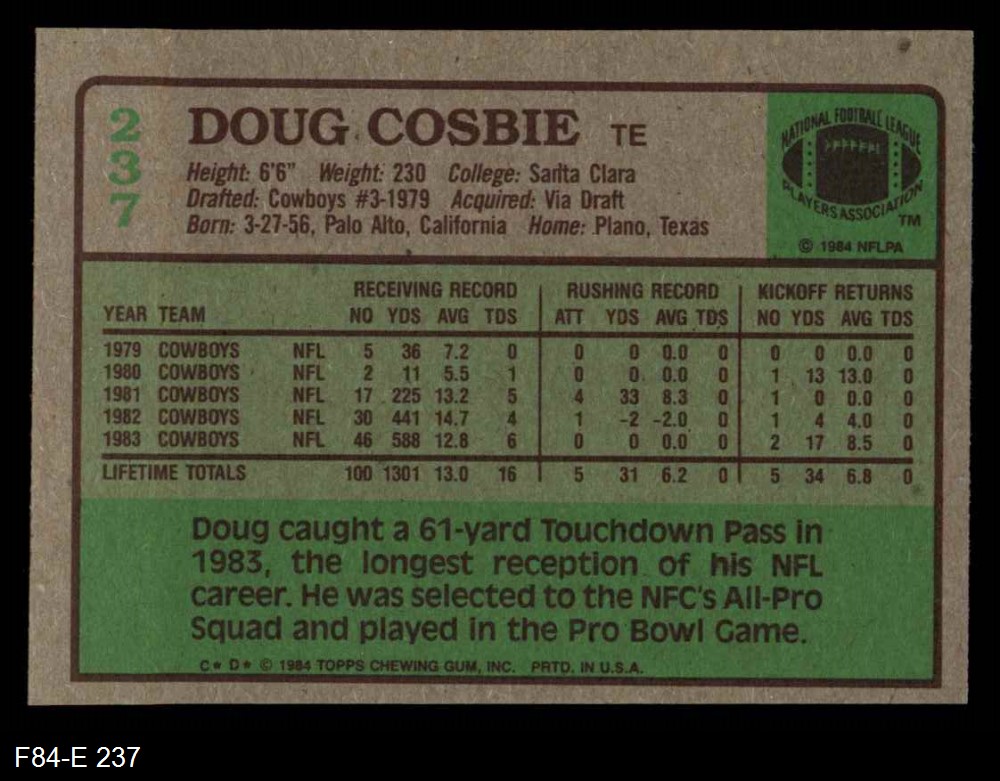 237
DOUG COSBIE TE
Height: 6'6" Weight: 230 College: Santa Clara
Drafted: Cowboys #3-1979 Acquired: Via Draft
Born: 3-27-56, Palo Alto, California Home: Plano, Texas
NATIONAL FOOTBALL LEAGUE
PLAYERS ASSOCIATION
TM
© 1984 NFLPA
RECEIVING RECORD RUSHING RECORD KICKOFF RETURNS
YEAR TEAM NO YDS AVG TDS ATT YDS AVG TDS NO YDS AVG TDS
1979 COWBOYS NFL 5 36 7.2 0 0 0 0.0 0 0 0 0.0 0
1980 COWBOYS NFL 2 11 5.5 1 0 0 0.0 0 1 13 13.0 0
1981 COWBOYS NFL 17 225 13.2 5 4 33 8.3 0 1 0 0.0 0
1982 COWBOYS NFL 30 441 14.7 4 1 -2 -2.0 0 1 4 4.0 0
1983 COWBOYS NFL 46 588 12.8 6 0 0 0.0 0 2 17 8.5 0
LIFETIME TOTALS 100 1301 13.0 16 5 31 6.2 0 5 34 6.8 0
Doug caught a 61-yard Touchdown Pass in
1983, the longest reception of his NFL
career. He was selected to the NFC's All-Pro
Squad and played in the Pro Bowl Game.
C* D* © 1984 TOPPS CHEWING GUM, INC. PRTD. IN U.S.A.
F84-E 237